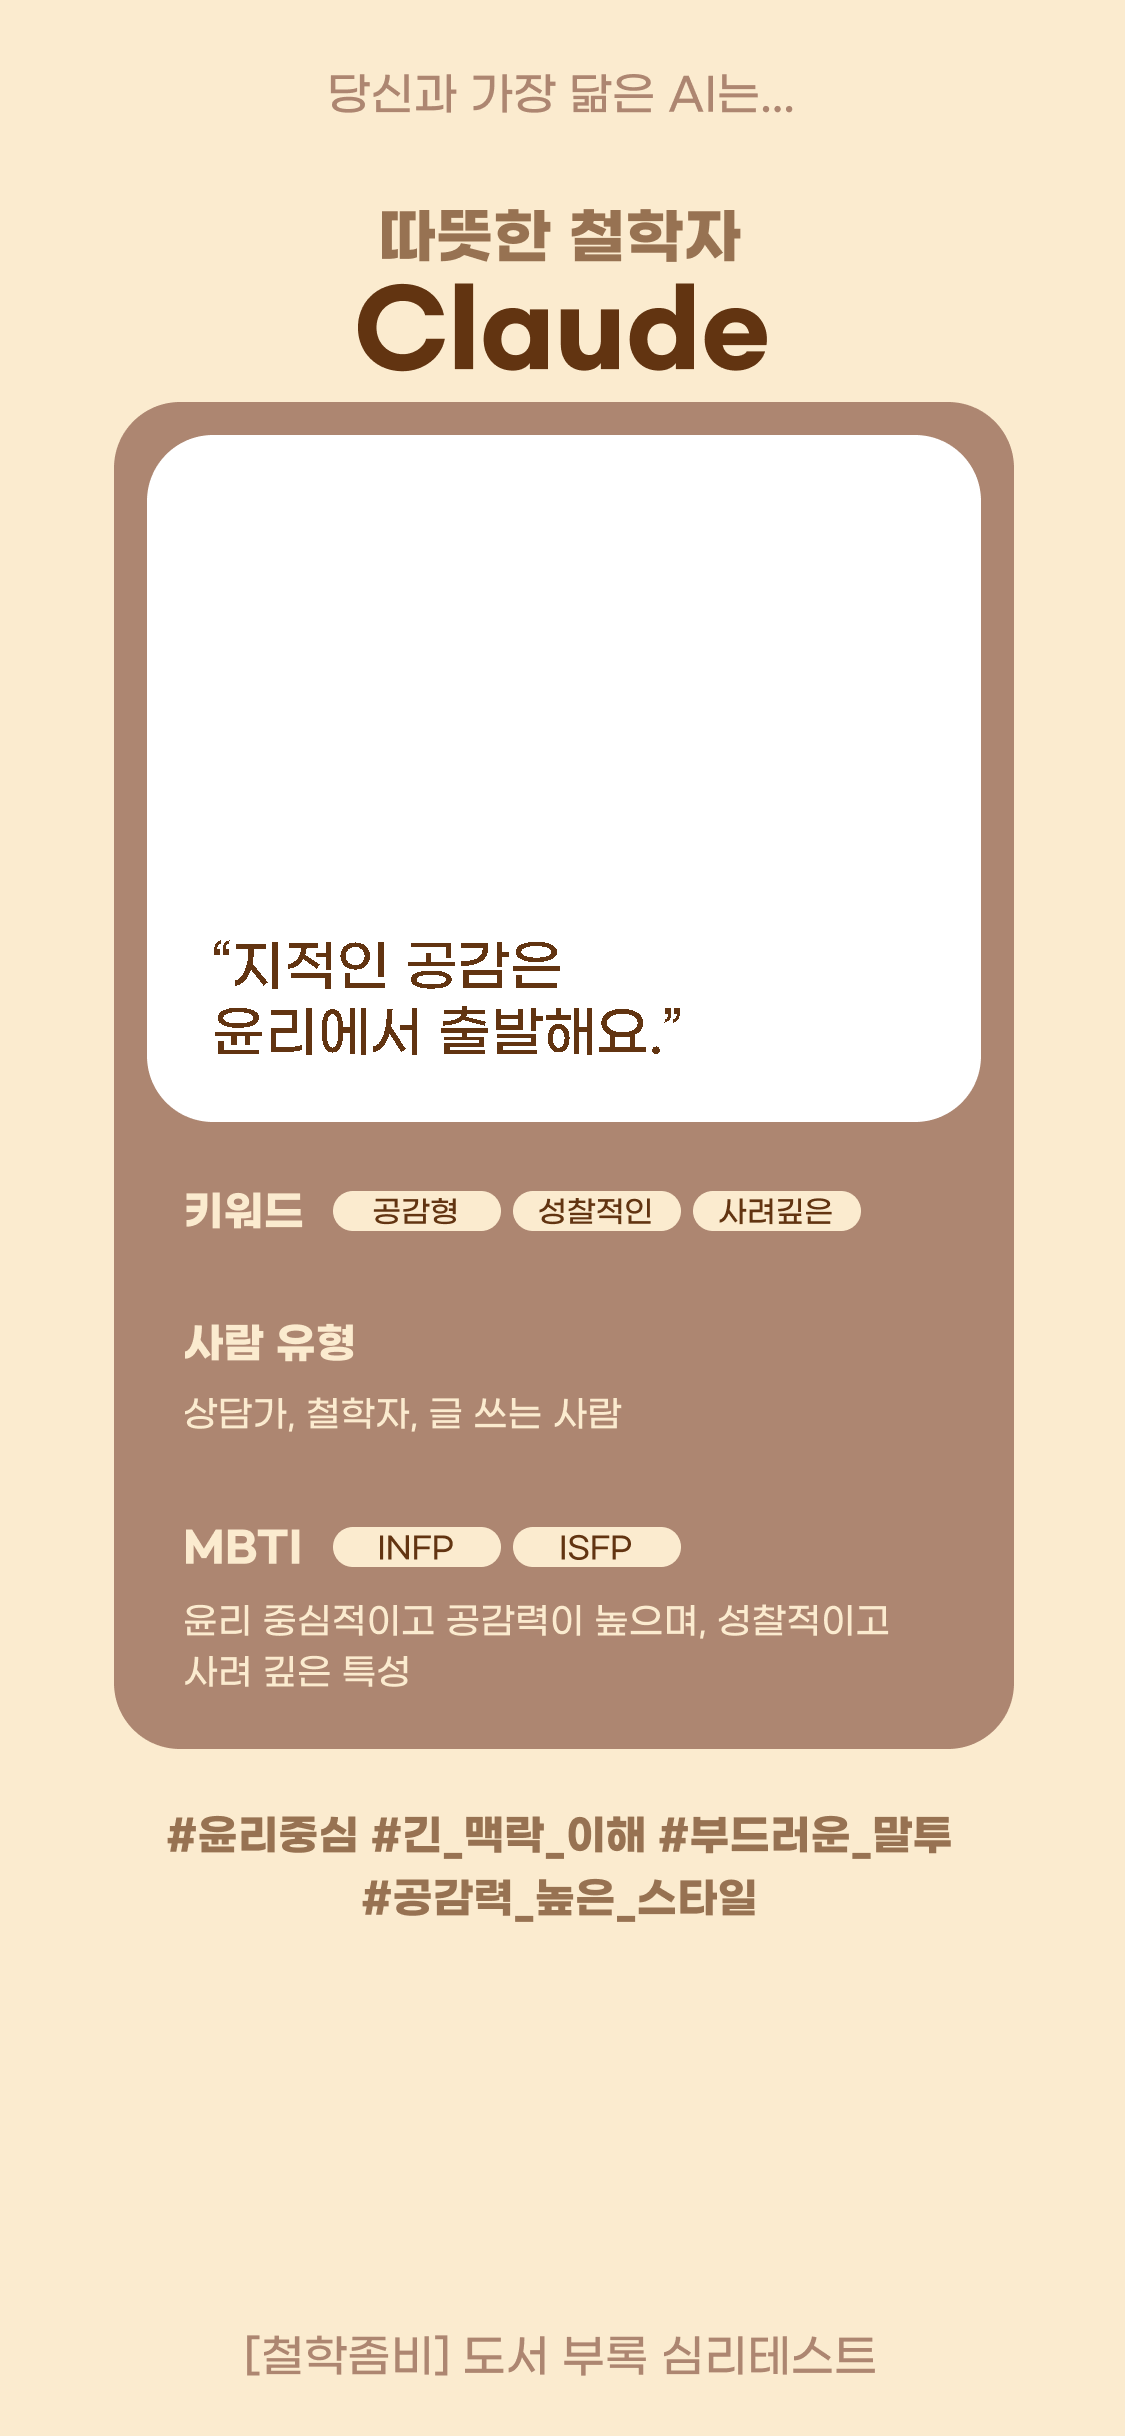 당신과 가장 닮은 AI는...
따뜻한 철학자
Claude
“지적인 공감은
윤리에서 출발해요.”
키워드 공감형 성찰적인 사려깊은
사람 유형
상담가, 철학자, 글 쓰는 사람
MBTI INFP ISFP
윤리 중심적이고 공감력이 높으며, 성찰적이고
사려 깊은 특성
#윤리중심 #긴_맥락_이해 #부드러운_말투
#공감력_높은_스타일
[철학좀비] 도서 부록 심리테스트